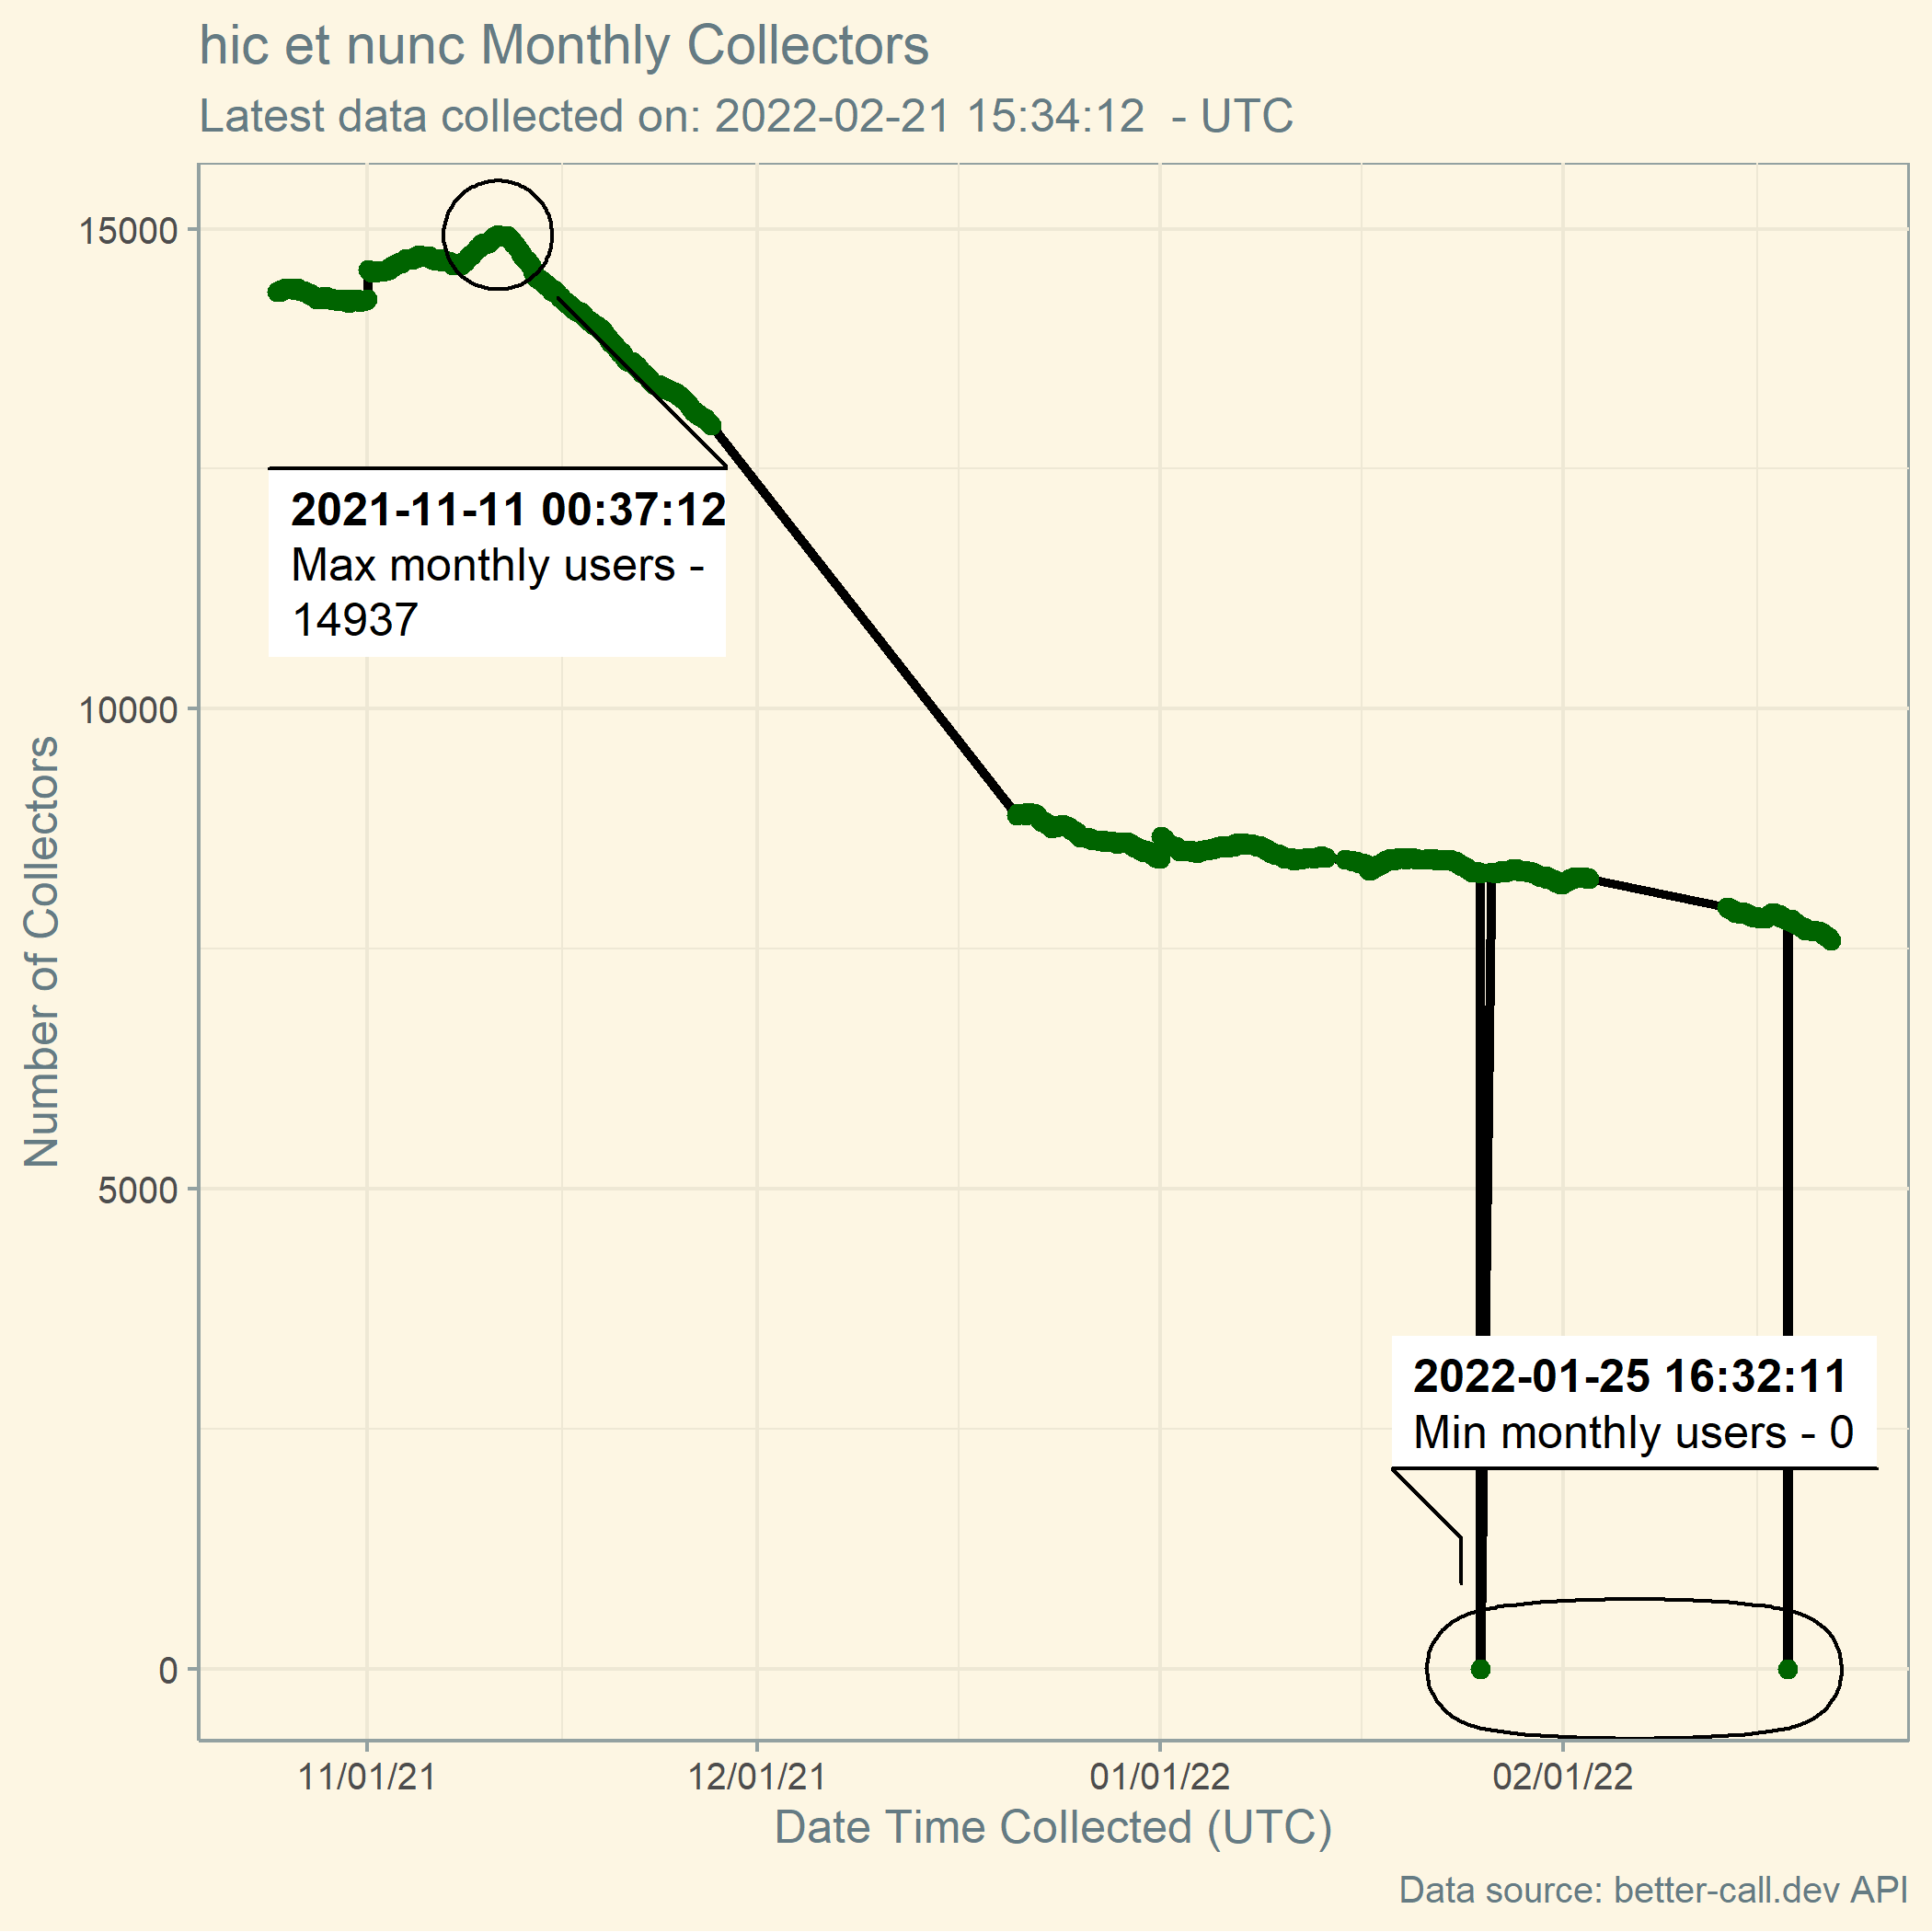 hic et nunc Monthly Collectors
Latest data collected on: 2022-02-21 15:34:12  - UTC
15000
10000
5000
0
Number of Collectors
2021-11-11 00:37:12
Max monthly users -
14937
2022-01-25 16:32:11
Min monthly users - 0
11/01/21
12/01/21
01/01/22
02/01/22
Date Time Collected (UTC)
Data source: better-call.dev API